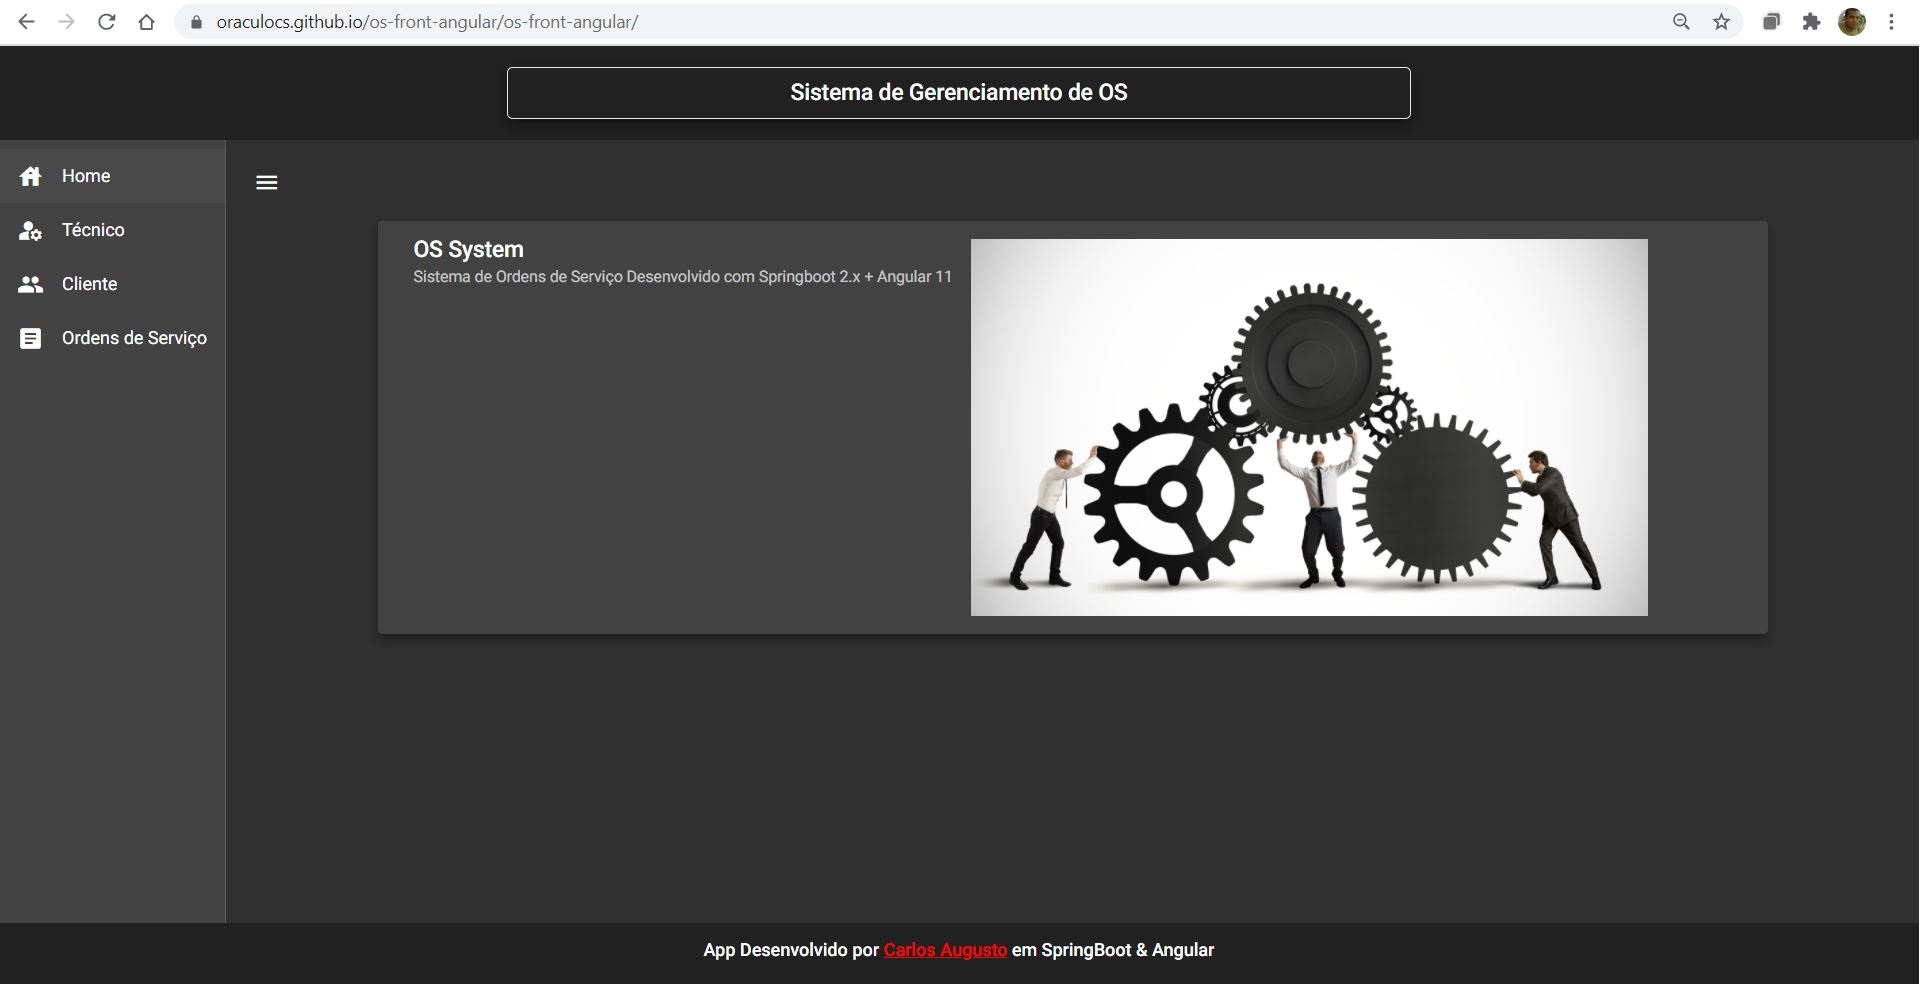 oraculocs.github.io/os-front-angular/os-front-angular/
Sistema de Gerenciamento de OS
Home
Técnico
Cliente
Ordens de Serviço
OS System
Sistema de Ordens de Serviço Desenvolvido com Springboot 2.x + Angular 11
App Desenvolvido por Carlos Augusto em SpringBoot & Angular